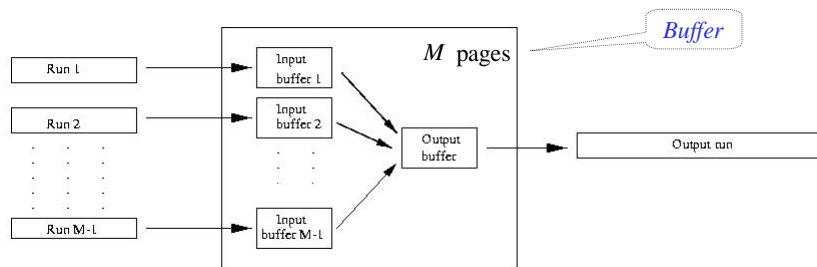 Buffer
M pages
Run 1
Input
buffer 1
Run 2
Input
buffer 2
Output
buffer
Output run
Run M-1
Input
buffer M-1